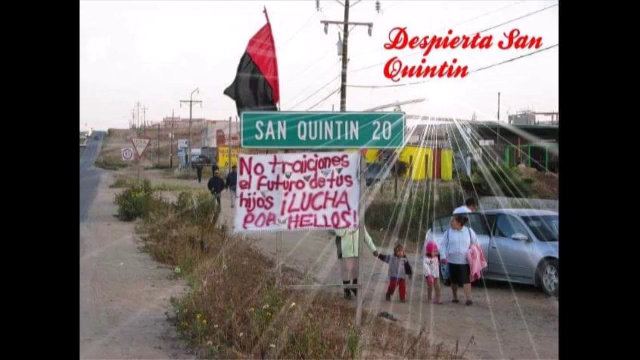 Despierta San
Quintin
SAN QUINTIN 20
No traiciones
el futuro de tus
hijos ¡LUCHA
POR HELLOS!